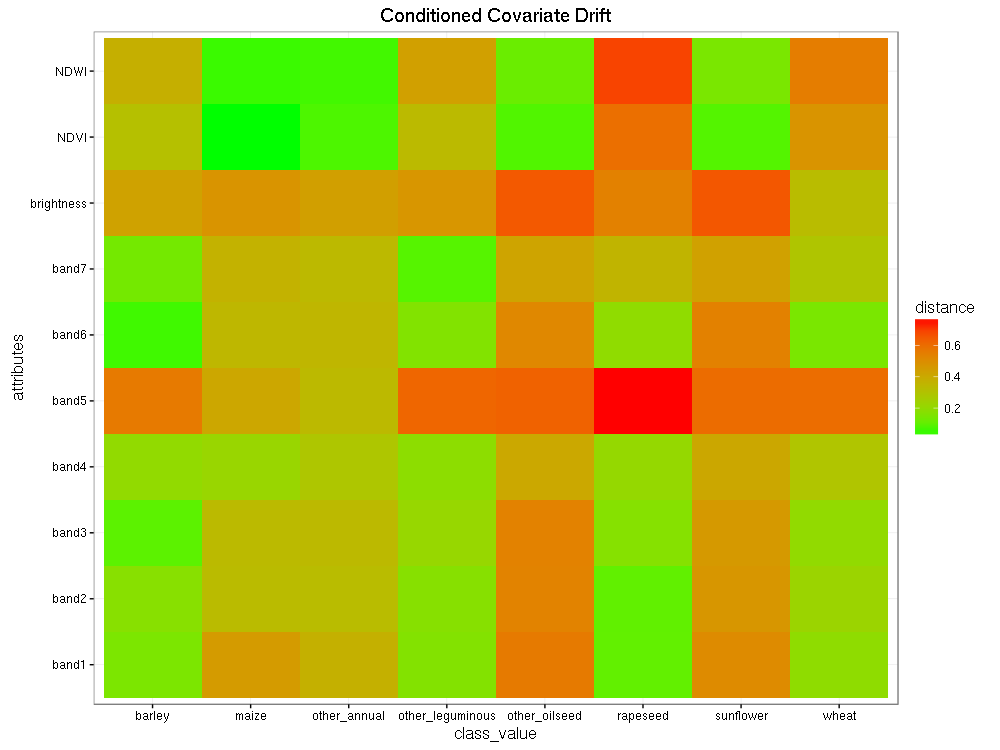 Conditioned Covariate Drift
NDWI
NDVI
brightness
band7
band6
band5
band4
band3
band2
band1
attributes
barley maize other_annual other_leguminous other_oilseed rapeseed sunflower wheat
class_value
distance
0.6
0.4
0.2